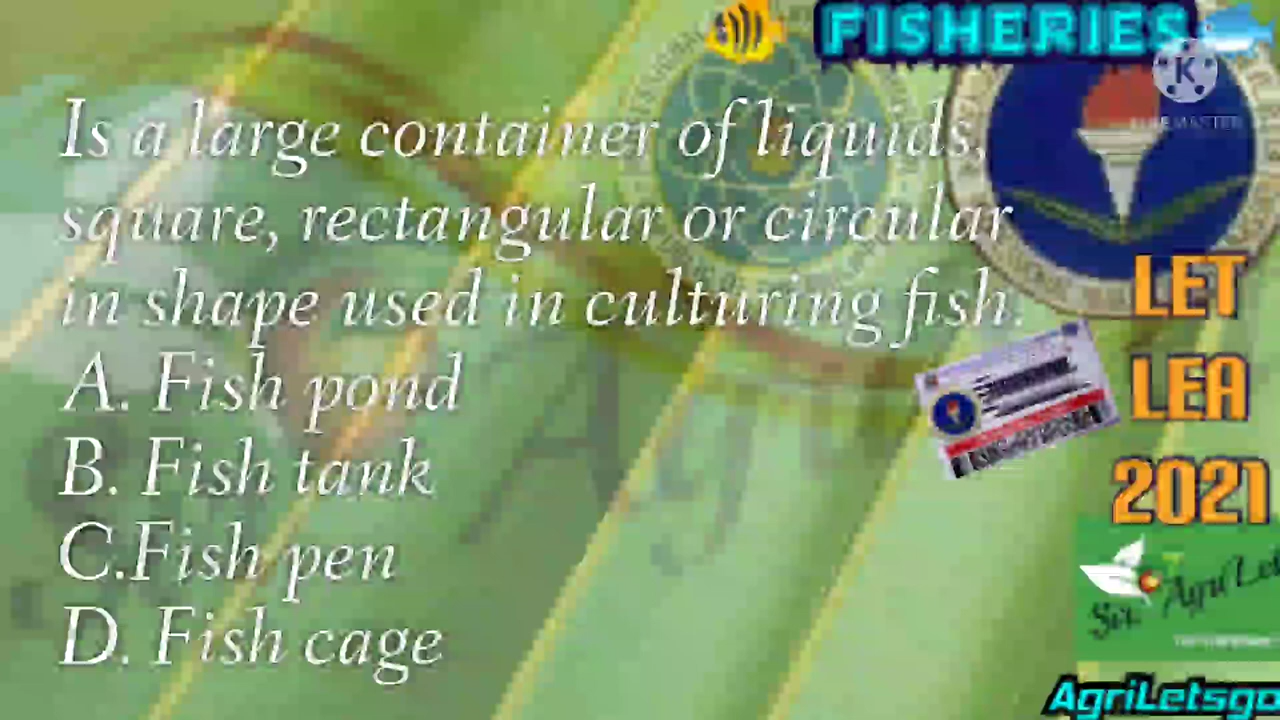 FISHERIES
K
Is a large container of liquids,
square, rectangular or circular
in shape used in culturing fish.
A. Fish pond
B. Fish tank
C.Fish pen
D. Fish cage
LET
LEA
2021
Sir
AgriLetsgo